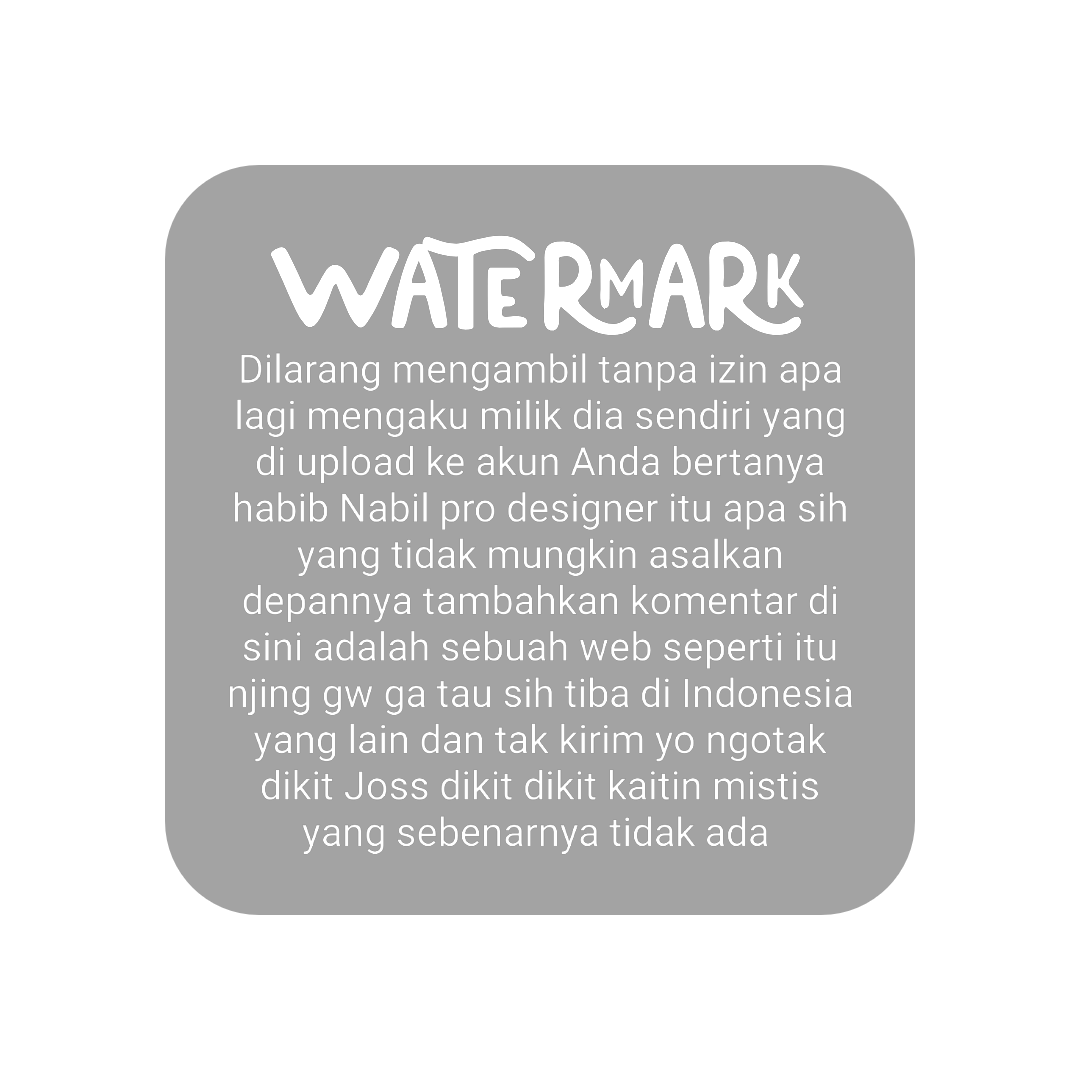 WATERMARK
Dilarang mengambil tanpa izin apa
lagi mengaku milik dia sendiri yang
di upload ke akun Anda bertanya
habib Nabil pro designer itu apa sih
yang tidak mungkin asalkan
depannya tambahkan komentar di
sini adalah sebuah web seperti itu
njing gw ga tau sih tiba di Indonesia
yang lain dan tak kirim yo ngotak
dikit Joss dikit dikit kaitin mistis
yang sebenarnya tidak ada